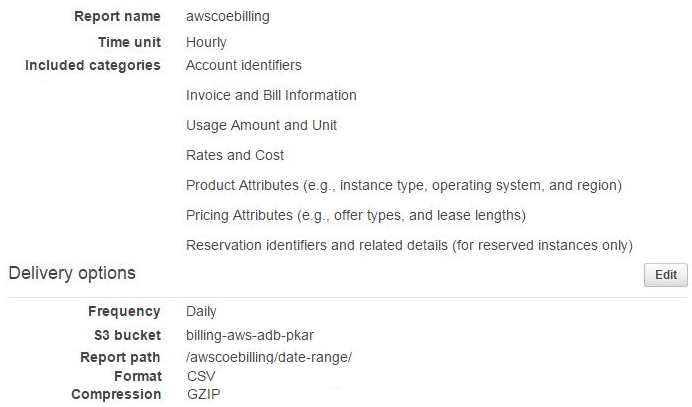 Report name awscoebilling
Time unit Hourly
Included categories Account identifiers
Invoice and Bill Information
Usage Amount and Unit
Rates and Cost
Product Attributes (e.g., instance type, operating system, and region)
Pricing Attributes (e.g., offer types, and lease lengths)
Reservation identifiers and related details (for reserved instances only)
Delivery options Edit
Frequency Daily
S3 bucket billing-aws-adb-pkar
Report path /awscoebilling/date-range/
Format CSV
Compression GZIP